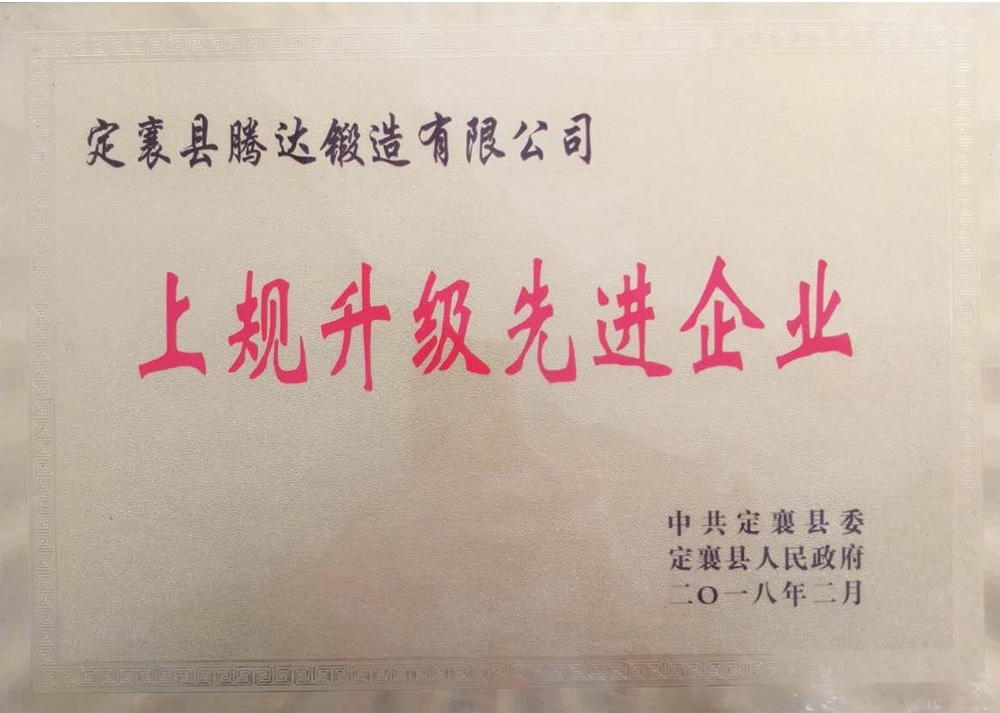 定襄县腾达锻造有限公司
上规升级先进企业
中共定襄县委
定襄县人民政府
二〇一八年二月